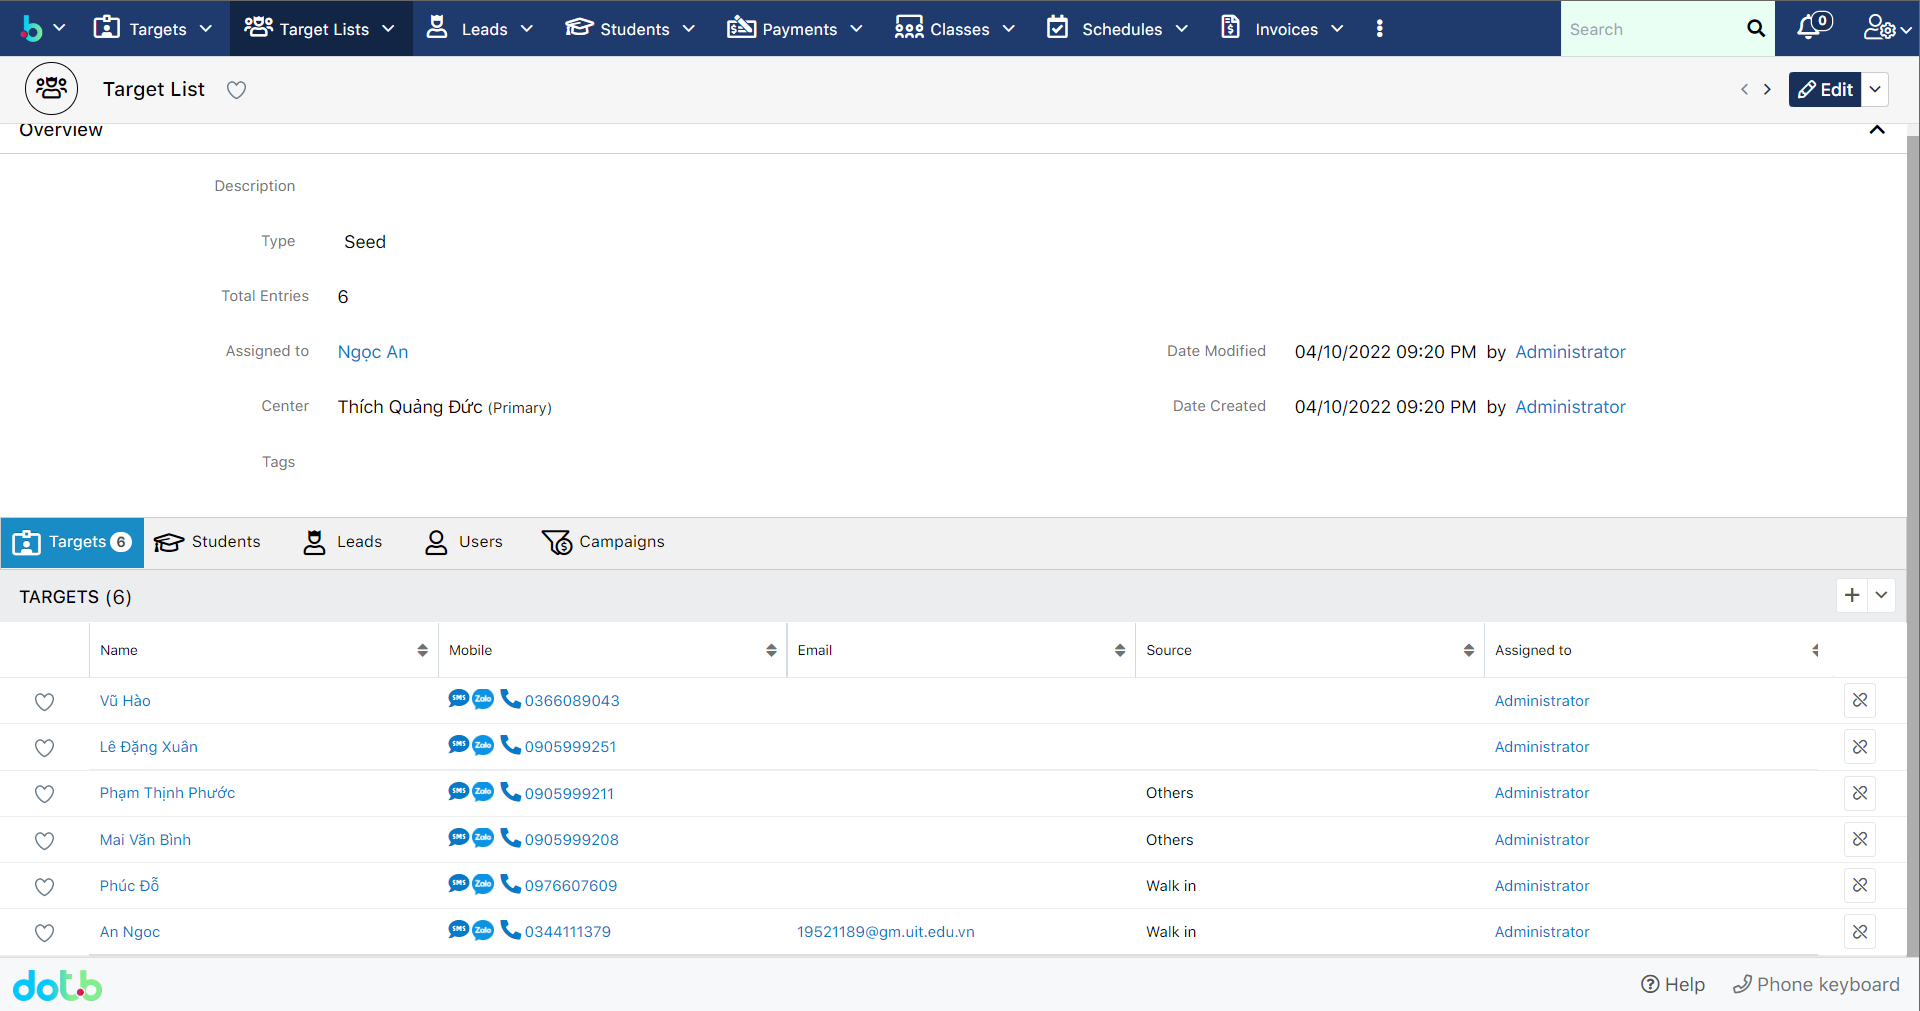 Targets Target Lists Leads Students Payments Classes Schedules Invoices Search 0
Target List Edit
Overview
Description
Type Seed
Total Entries 6
Assigned to Ngọc An Date Modified 04/10/2022 09:20 PM by Administrator
Center Thích Quảng Đức (Primary) Date Created 04/10/2022 09:20 PM by Administrator
Tags
Targets 6 Students Leads Users Campaigns
TARGETS (6)
Name Mobile Email Source Assigned to
Vũ Hào SMS Zalo 0366089043 Administrator
Lê Đặng Xuân SMS Zalo 0905999251 Administrator
Phạm Thịnh Phước SMS Zalo 0905999211 Others Administrator
Mai Văn Bình SMS Zalo 0905999208 Others Administrator
Phúc Đỗ SMS Zalo 0976607609 Walk in Administrator
An Ngoc SMS Zalo 0344111379 19521189@gm.uit.edu.vn Walk in Administrator
dotb Help Phone keyboard